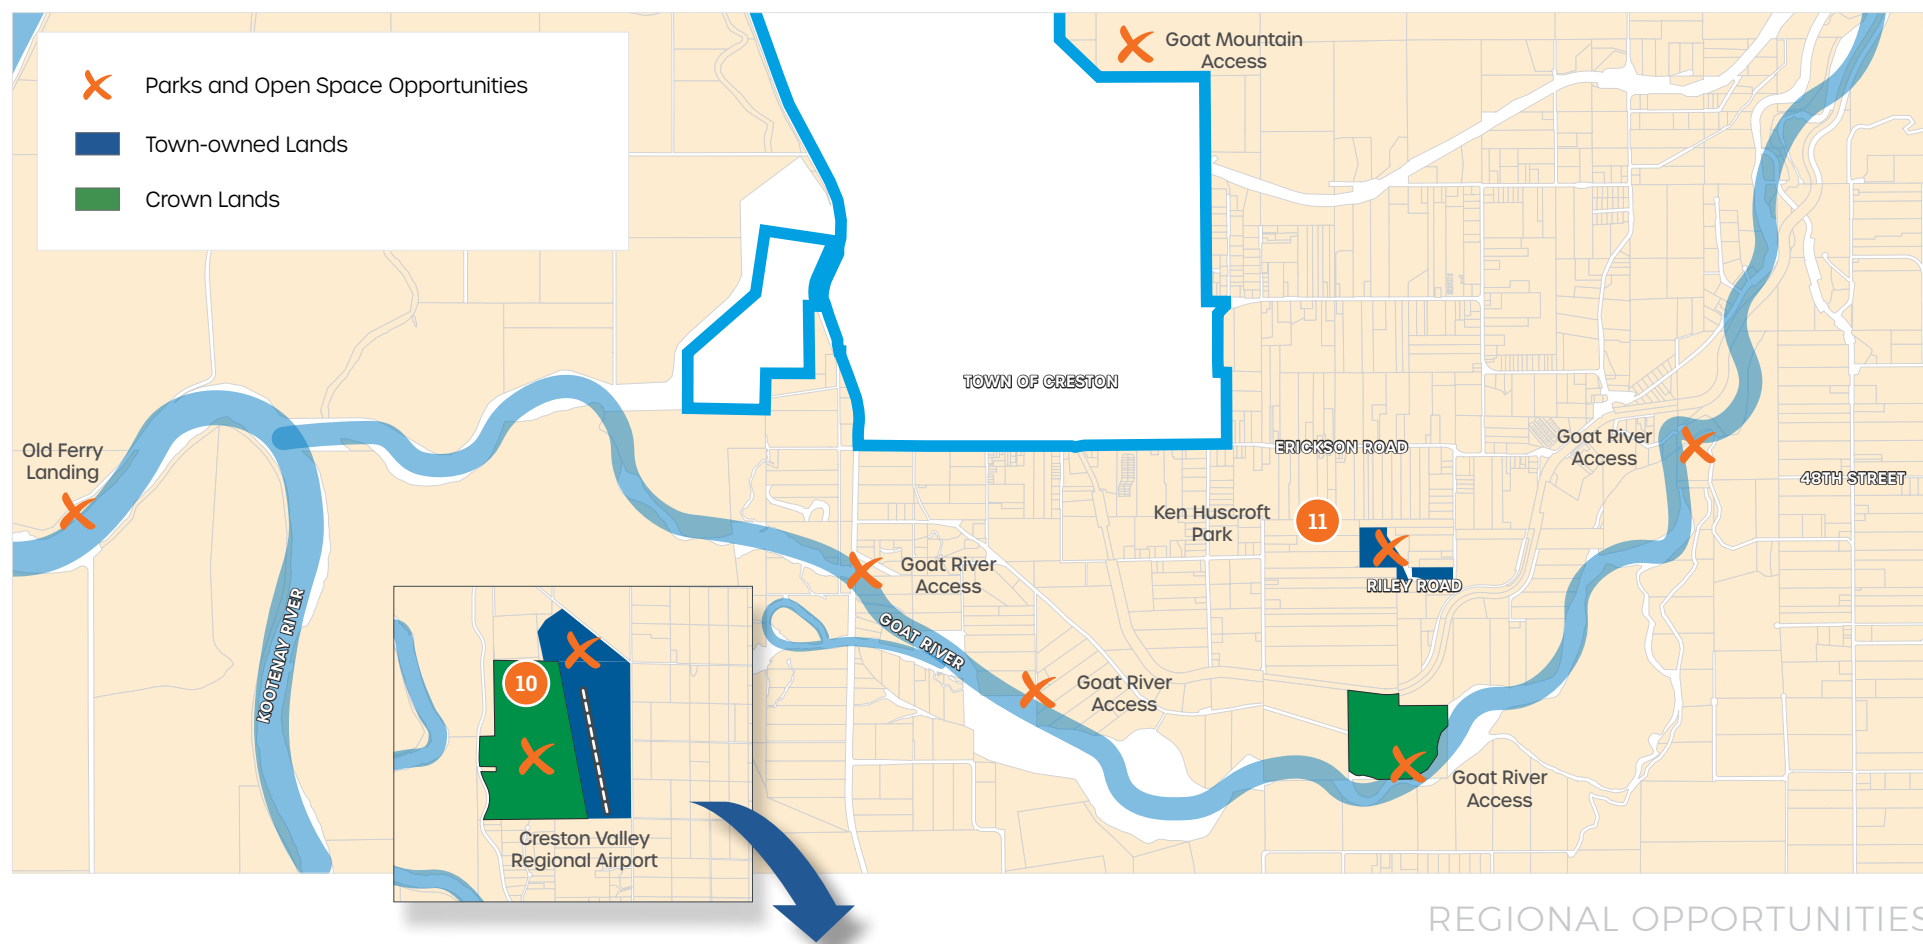 Parks and Open Space Opportunities
Town-owned Lands
Crown Lands
Goat Mountain
Access
TOWN OF CRESTON
ERICKSON ROAD
Goat River
Access
48TH STREET
Old Ferry
Landing
Ken Huscroft
Park
11
RILEY ROAD
Goat River
Access
KOOTENAY RIVER
GOAT RIVER
Goat River
Access
10
Goat River
Access
Creston Valley
Regional Airport
REGIONAL OPPORTUNITIES